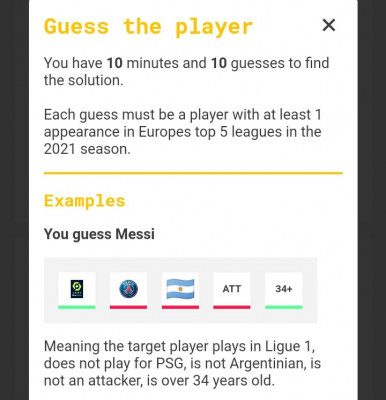 Guess the player
You have 10 minutes and 10 guesses to find
the solution.
Each guess must be a player with at least 1
appearance in Europes top 5 leagues in the
2021 season.
Examples
You guess Messi
ATT
34+
Meaning the target player plays in Ligue 1,
does not play for PSG, is not Argentinian, is
not an attacker, is over 34 years old.